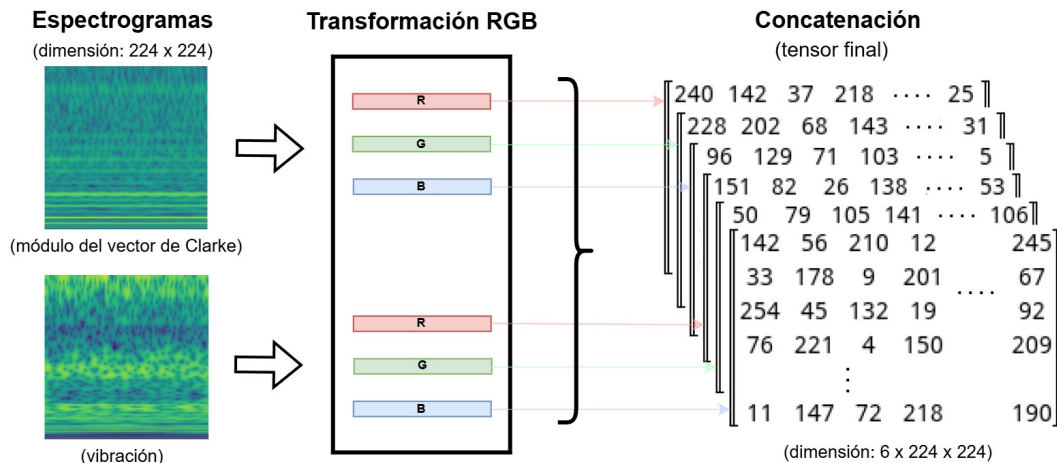 Espectrogramas
(dimensión: 224 x 224)
(módulo del vector de Clarke)
(vibración)
Transformación RGB
R
G
B
R
G
B
Concatenación
(tensor final)
240 142 37 218 ···· 25
228 202 68 143 ···· 31
96 129 71 103 ···· 5
151 82 26 138 ···· 53
50 79 105 141 ···· 106
142 56 210 12 245
33 178 9 201 ···· 67
254 45 132 19 92
76 221 4 150 209
⋮
11 147 72 218 190
(dimensión: 6 x 224 x 224)